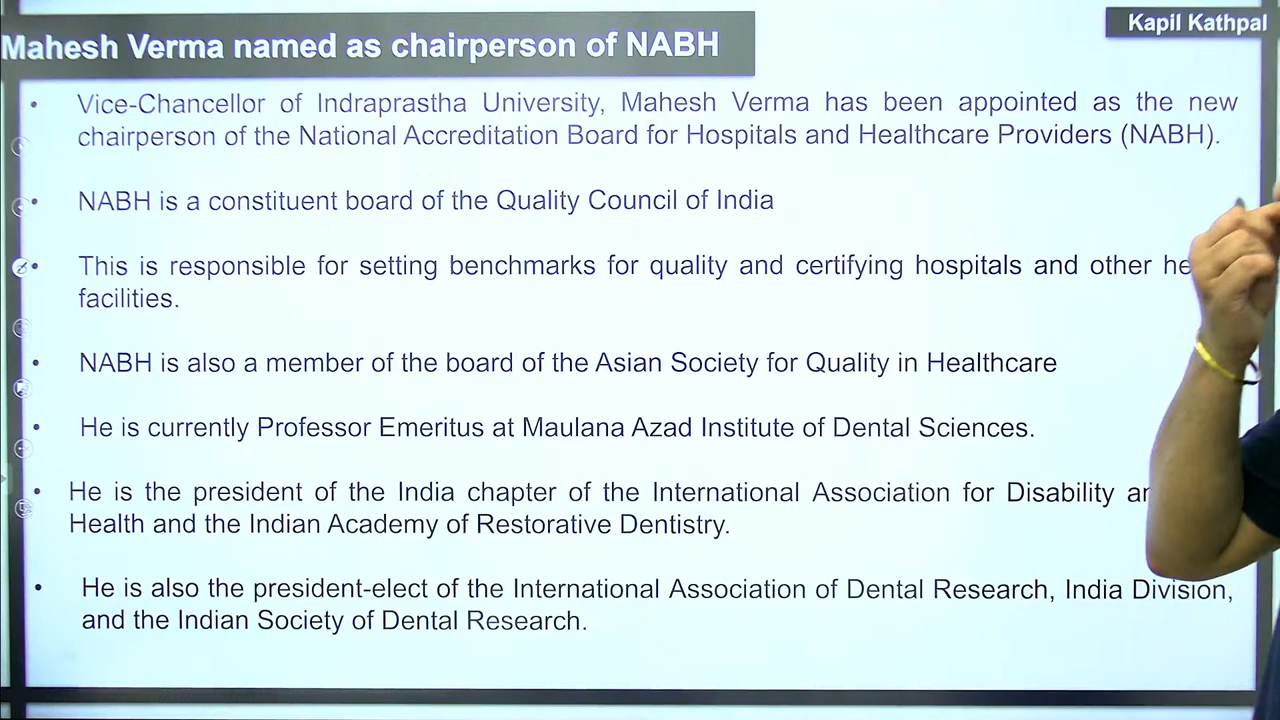 Mahesh Verma named as chairperson of NABH
Kapil Kathpal
• Vice-Chancellor of Indraprastha University, Mahesh Verma has been appointed as the new
chairperson of the National Accreditation Board for Hospitals and Healthcare Providers (NABH).
• NABH is a constituent board of the Quality Council of India
• This is responsible for setting benchmarks for quality and certifying hospitals and other
facilities.
• NABH is also a member of the board of the Asian Society for Quality in Healthcare
• He is currently Professor Emeritus at Maulana Azad Institute of Dental Sciences.
• He is the president of the India chapter of the International Association for Disability
Health and the Indian Academy of Restorative Dentistry.
• He is also the president-elect of the International Association of Dental Research, India Division,
and the Indian Society of Dental Research.